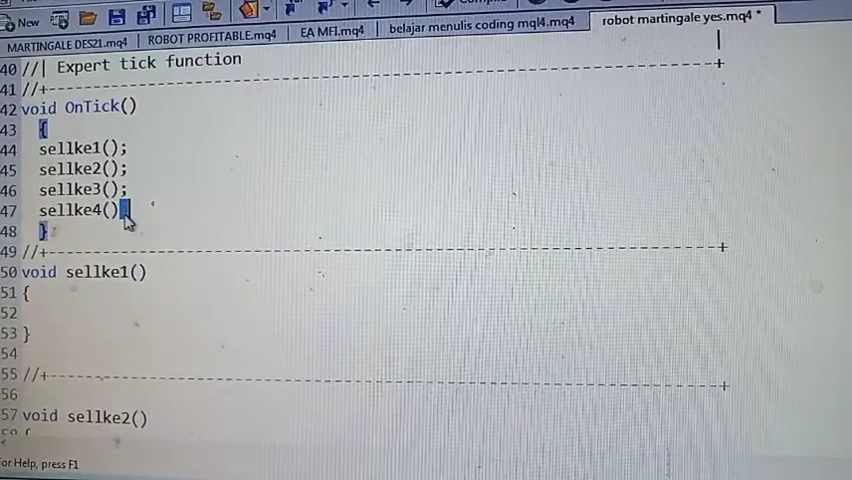 New
MARTINGALE DES21.mq4
ROBOT PROFITABLE.mq4
EA MFI.mq4
belajar menulis coding mql4.mq4
robot martingale yes.mq4 *
40 //| Expert tick function |
41 //+------------------------------------------------------------------+
42 void OnTick()
43 {
44 sellke1();
45 sellke2();
46 sellke3();
47 sellke4();
48 }
49 //+------------------------------------------------------------------+
50 void sellke1()
51 {
52
53 }
54
55 //+------------------------------------------------------------------+
56
57 void sellke2()
For Help, press F1